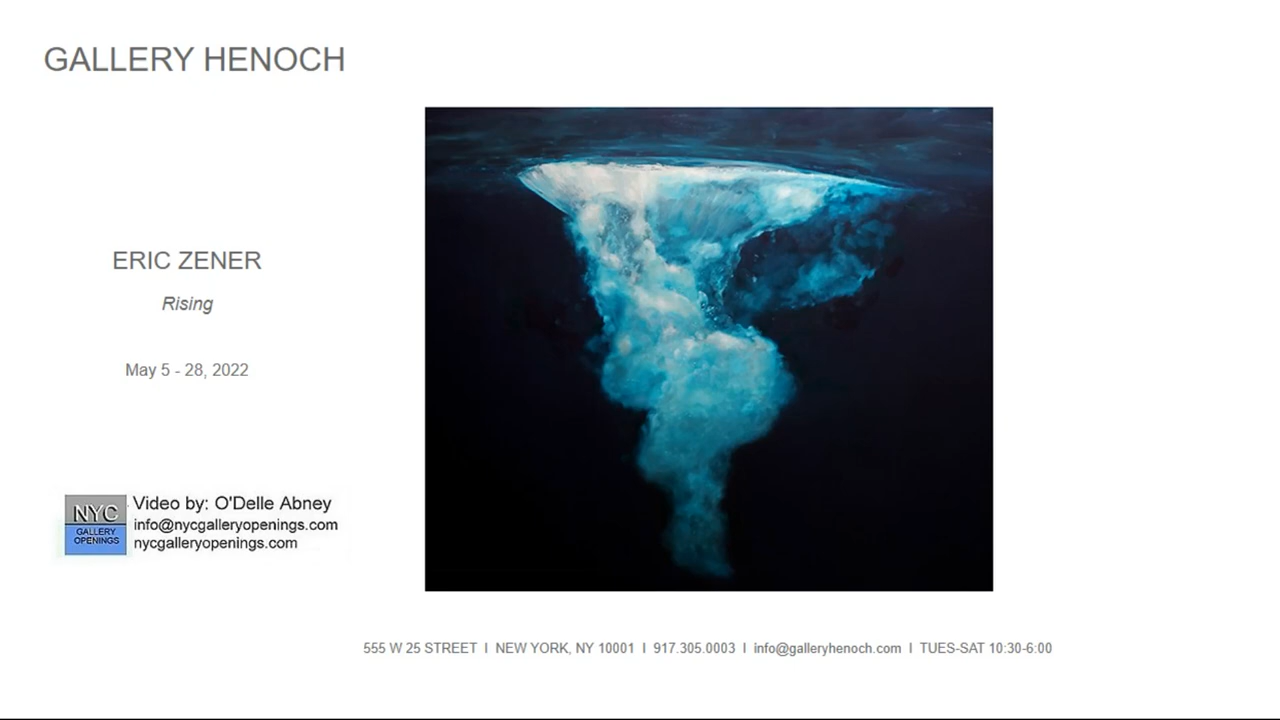 GALLERY HENOCH
ERIC ZENER
Rising
May 5 - 28, 2022
NYC
GALLERY
OPENINGS
Video by: O'Delle Abney
info@nycgalleryopenings.com
nycgalleryopenings.com
555 W 25 STREET I NEW YORK, NY 10001 I 917.305.0003 I info@galleryhenoch.com I TUES-SAT 10:30-6:00